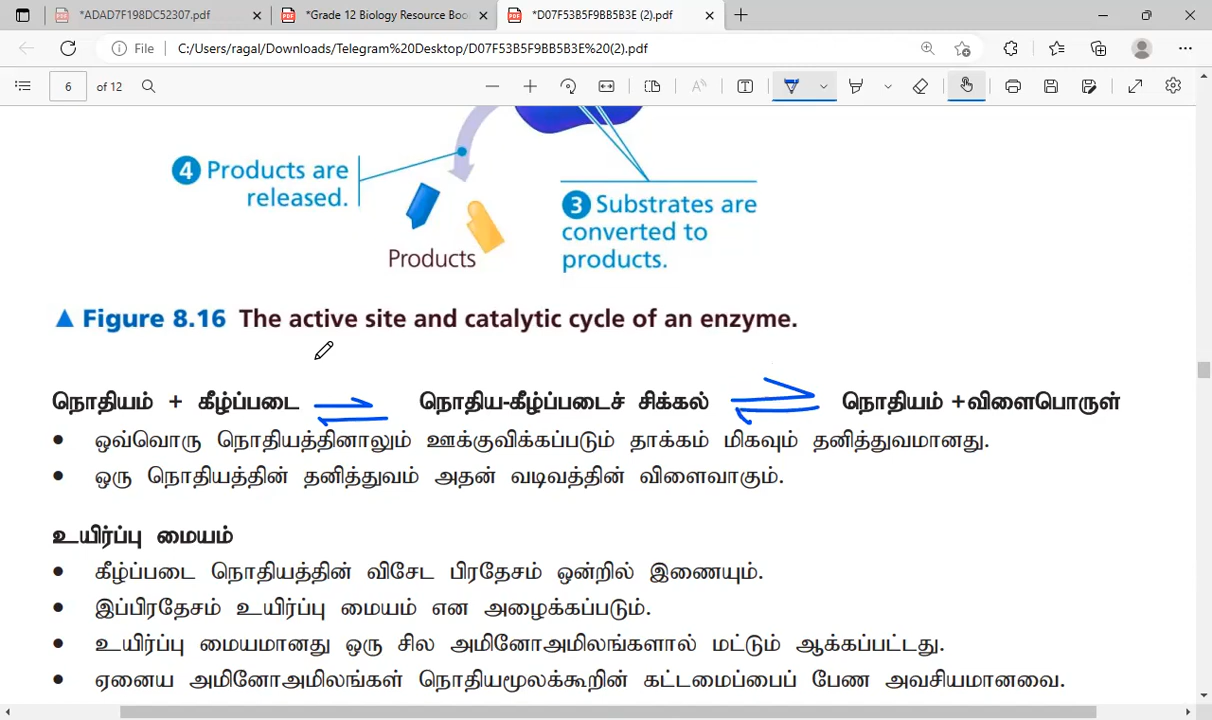 *ADAD7F198DC52307.pdf
*Grade 12 Biology Resource Boo
*D07F53B5F9BB5B3E (2).pdf
File C:/Users/ragal/Downloads/Telegram%20Desktop/D07F53B5F9BB5B3E%20(2).pdf
6 of 12
4 Products are
released.
Products
3 Substrates are
converted to
products.
▲ Figure 8.16 The active site and catalytic cycle of an enzyme.
நொதியம் + கீழ்ப்படை ⇌ நொதிய-கீழ்ப்படைச் சிக்கல் ⇌ நொதியம் +விளைபொருள்
• ஒவ்வொரு நொதியத்தினாலும் ஊக்குவிக்கப்படும் தாக்கம் மிகவும் தனித்துவமானது.
• ஒரு நொதியத்தின் தனித்துவம் அதன் வடிவத்தின் விளைவாகும்.
உயிர்ப்பு மையம்
• கீழ்ப்படை நொதியத்தின் விசேட பிரதேசம் ஒன்றில் இணையும்.
• இப்பிரதேசம் உயிர்ப்பு மையம் என அழைக்கப்படும்.
• உயிர்ப்பு மையமானது ஒரு சில அமினோஅமிலங்களால் மட்டும் ஆக்கப்பட்டது.
• ஏனைய அமினோஅமிலங்கள் நொதியமூலக்கூறின் கட்டமைப்பைப் பேண அவசியமானவை.